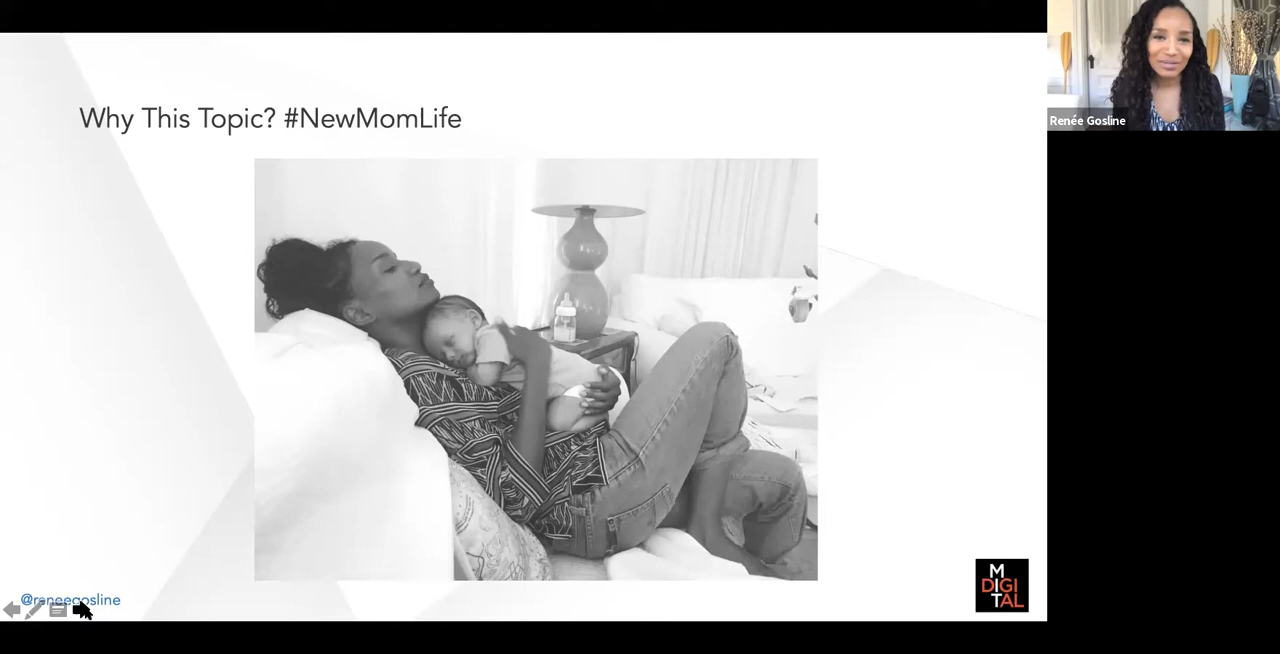 Why This Topic? #NewMomLife
Renée Gosline
@reneegosline
M
DIGI
TAL